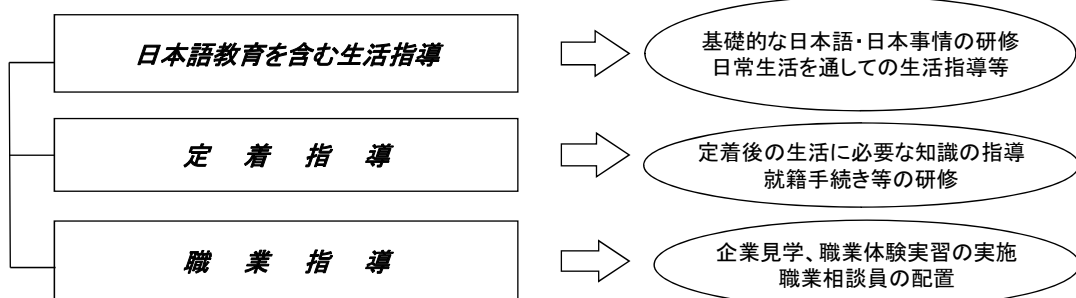 日本語教育を含む生活指導
基礎的な日本語・日本事情の研修
日常生活を通しての生活指導等
定 着 指 導
定着後の生活に必要な知識の指導
就籍手続き等の研修
職 業 指 導
企業見学、職業体験実習の実施
職業相談員の配置